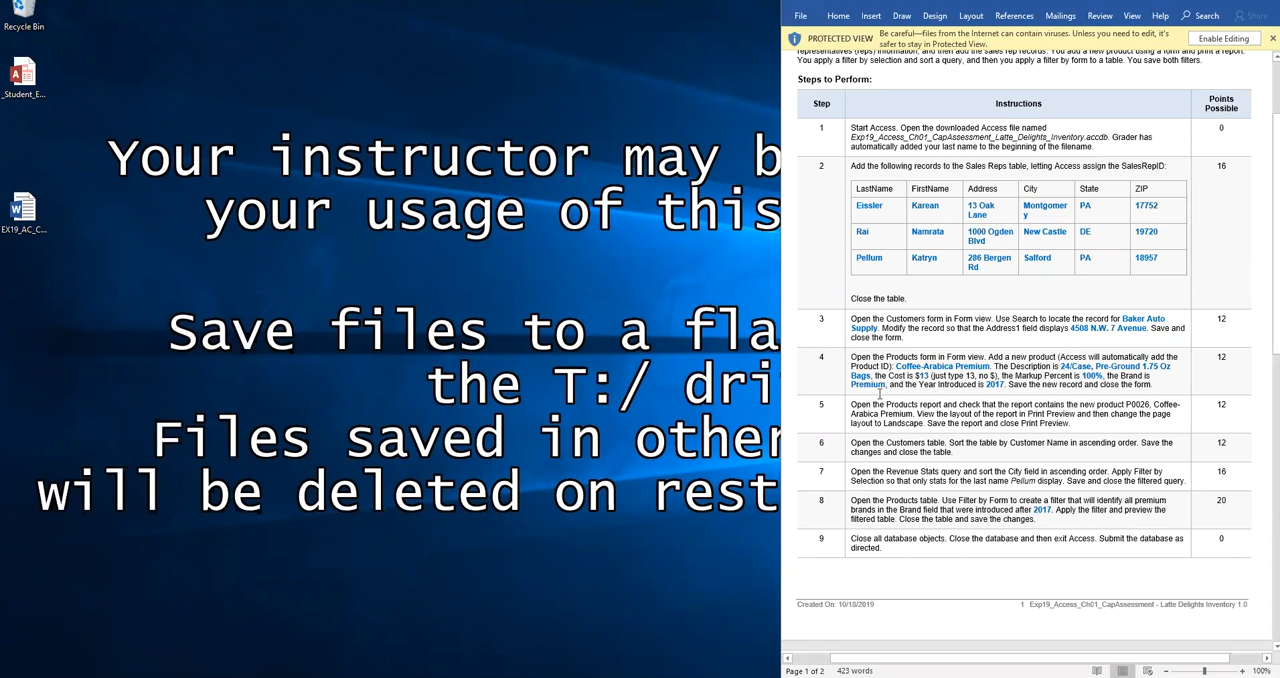 Recycle Bin
_Student_E...
EX19_AC_C...
Your instructor may b
your usage of this
Save files to a fla
the T:/ dri
Files saved in other
will be deleted on rest
File Home Insert Draw Design Layout References Mailings Review View Help Search Share
PROTECTED VIEW Be careful—files from the Internet can contain viruses. Unless you need to edit, it's
safer to stay in Protected View.
Enable Editing
representatives (reps) information, and then add the sales rep records. You add a new product using a form and print a report.
You apply a filter by selection and sort a query, and then you apply a filter by form to a table. You save both filters.
Steps to Perform:
Step Instructions Points
Possible
1 Start Access. Open the downloaded Access file named 0
Exp19_Access_Ch01_CapAssessment_Latte_Delights_Inventory.accdb. Grader has
automatically added your last name to the beginning of the filename.
2 Add the following records to the Sales Reps table, letting Access assign the SalesRepID: 16
LastName FirstName Address City State ZIP
Eissler Karean 13 Oak Montgomer PA 17752
Lane y
Rai Namrata 1000 Ogden New Castle DE 19720
Blvd
Pellum Katryn 286 Bergen Salford PA 18957
Rd
Close the table.
3 Open the Customers form in Form view. Use Search to locate the record for Baker Auto 12
Supply. Modify the record so that the Address1 field displays 4508 N.W. 7 Avenue. Save and
close the form.
4 Open the Products form in Form view. Add a new product (Access will automatically add the 12
Product ID): Coffee-Arabica Premium. The Description is 24/Case, Pre-Ground 1.75 Oz
Bags, the Cost is $13 (just type 13, no $), the Markup Percent is 100%, the Brand is
Premium, and the Year Introduced is 2017. Save the new record and close the form.
5 Open the Products report and check that the report contains the new product P0026, Coffee- 12
Arabica Premium. View the layout of the report in Print Preview and then change the page
layout to Landscape. Save the report and close Print Preview.
6 Open the Customers table. Sort the table by Customer Name in ascending order. Save the 12
changes and close the table.
7 Open the Revenue Stats query and sort the City field in ascending order. Apply Filter by 16
Selection so that only stats for the last name Pellum display. Save and close the filtered query.
8 Open the Products table. Use Filter by Form to create a filter that will identify all premium 20
brands in the Brand field that were introduced after 2017. Apply the filter and preview the
filtered table. Close the table and save the changes.
9 Close all database objects. Close the database and then exit Access. Submit the database as 0
directed.
Created On: 10/18/2019 1 Exp19_Access_Ch01_CapAssessment - Latte Delights Inventory 1.0
Page 1 of 2 423 words 100%